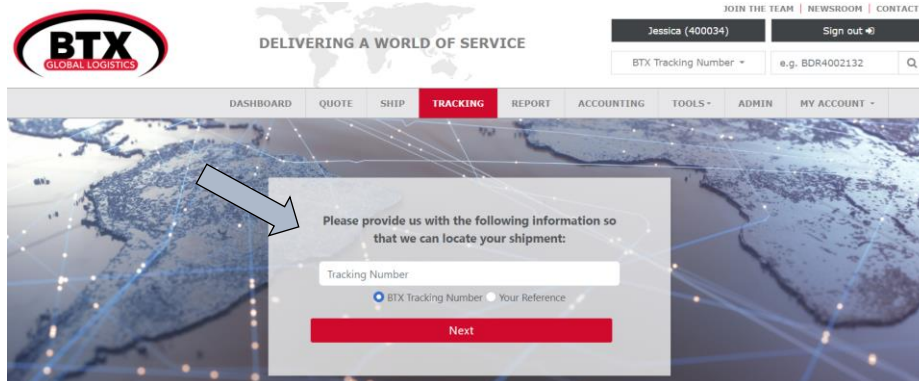 JOIN THE TEAM | NEWSROOM | CONTACT
BTX
GLOBAL LOGISTICS
DELIVERING A WORLD OF SERVICE
Jessica (400034)
Sign out
BTX Tracking Number
e.g. BDR4002132
DASHBOARD QUOTE SHIP TRACKING REPORT ACCOUNTING TOOLS ADMIN MY ACCOUNT
Please provide us with the following information so
that we can locate your shipment:
Tracking Number
BTX Tracking Number Your Reference
Next